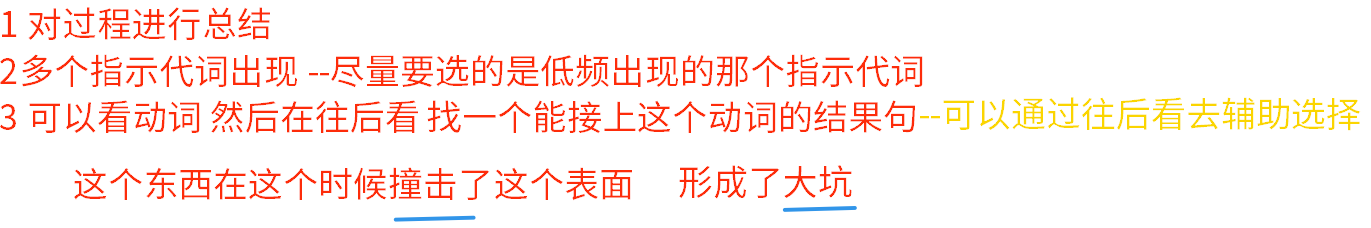 1 对过程进行总结
2多个指示代词出现 --尽量要选的是低频出现的那个指示代词
3 可以看动词 然后在往后看 找一个能接上这个动词的结果句--可以通过往后看去辅助选择
这个东西在这个时候撞击了这个表面 形成了大坑